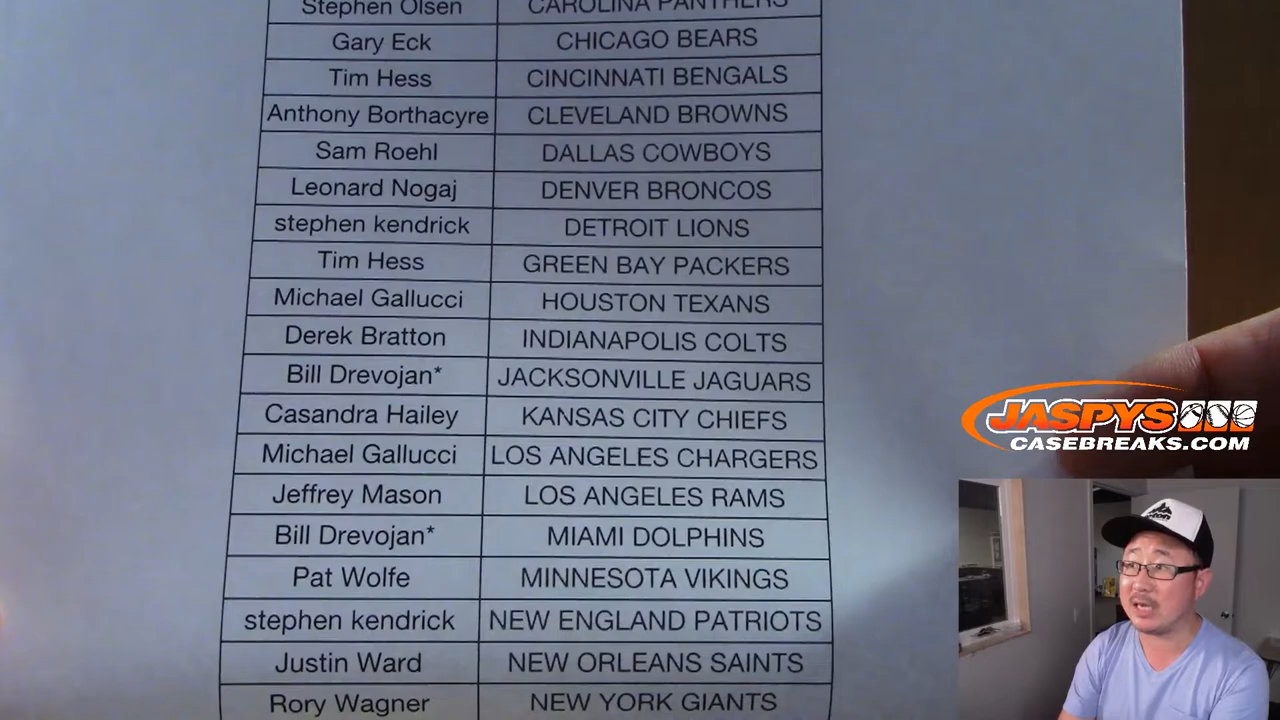 Stephen Olsen CAROLINA PANTHERS
Gary Eck CHICAGO BEARS
Tim Hess CINCINNATI BENGALS
Anthony Borthacyre CLEVELAND BROWNS
Sam Roehl DALLAS COWBOYS
Leonard Nogaj DENVER BRONCOS
stephen kendrick DETROIT LIONS
Tim Hess GREEN BAY PACKERS
Michael Gallucci HOUSTON TEXANS
Derek Bratton INDIANAPOLIS COLTS
Bill Drevojan* JACKSONVILLE JAGUARS
Casandra Hailey KANSAS CITY CHIEFS
Michael Gallucci LOS ANGELES CHARGERS
Jeffrey Mason LOS ANGELES RAMS
Bill Drevojan* MIAMI DOLPHINS
Pat Wolfe MINNESOTA VIKINGS
stephen kendrick NEW ENGLAND PATRIOTS
Justin Ward NEW ORLEANS SAINTS
Rory Wagner NEW YORK GIANTS
JASPYS
CASEBREAKS.COM